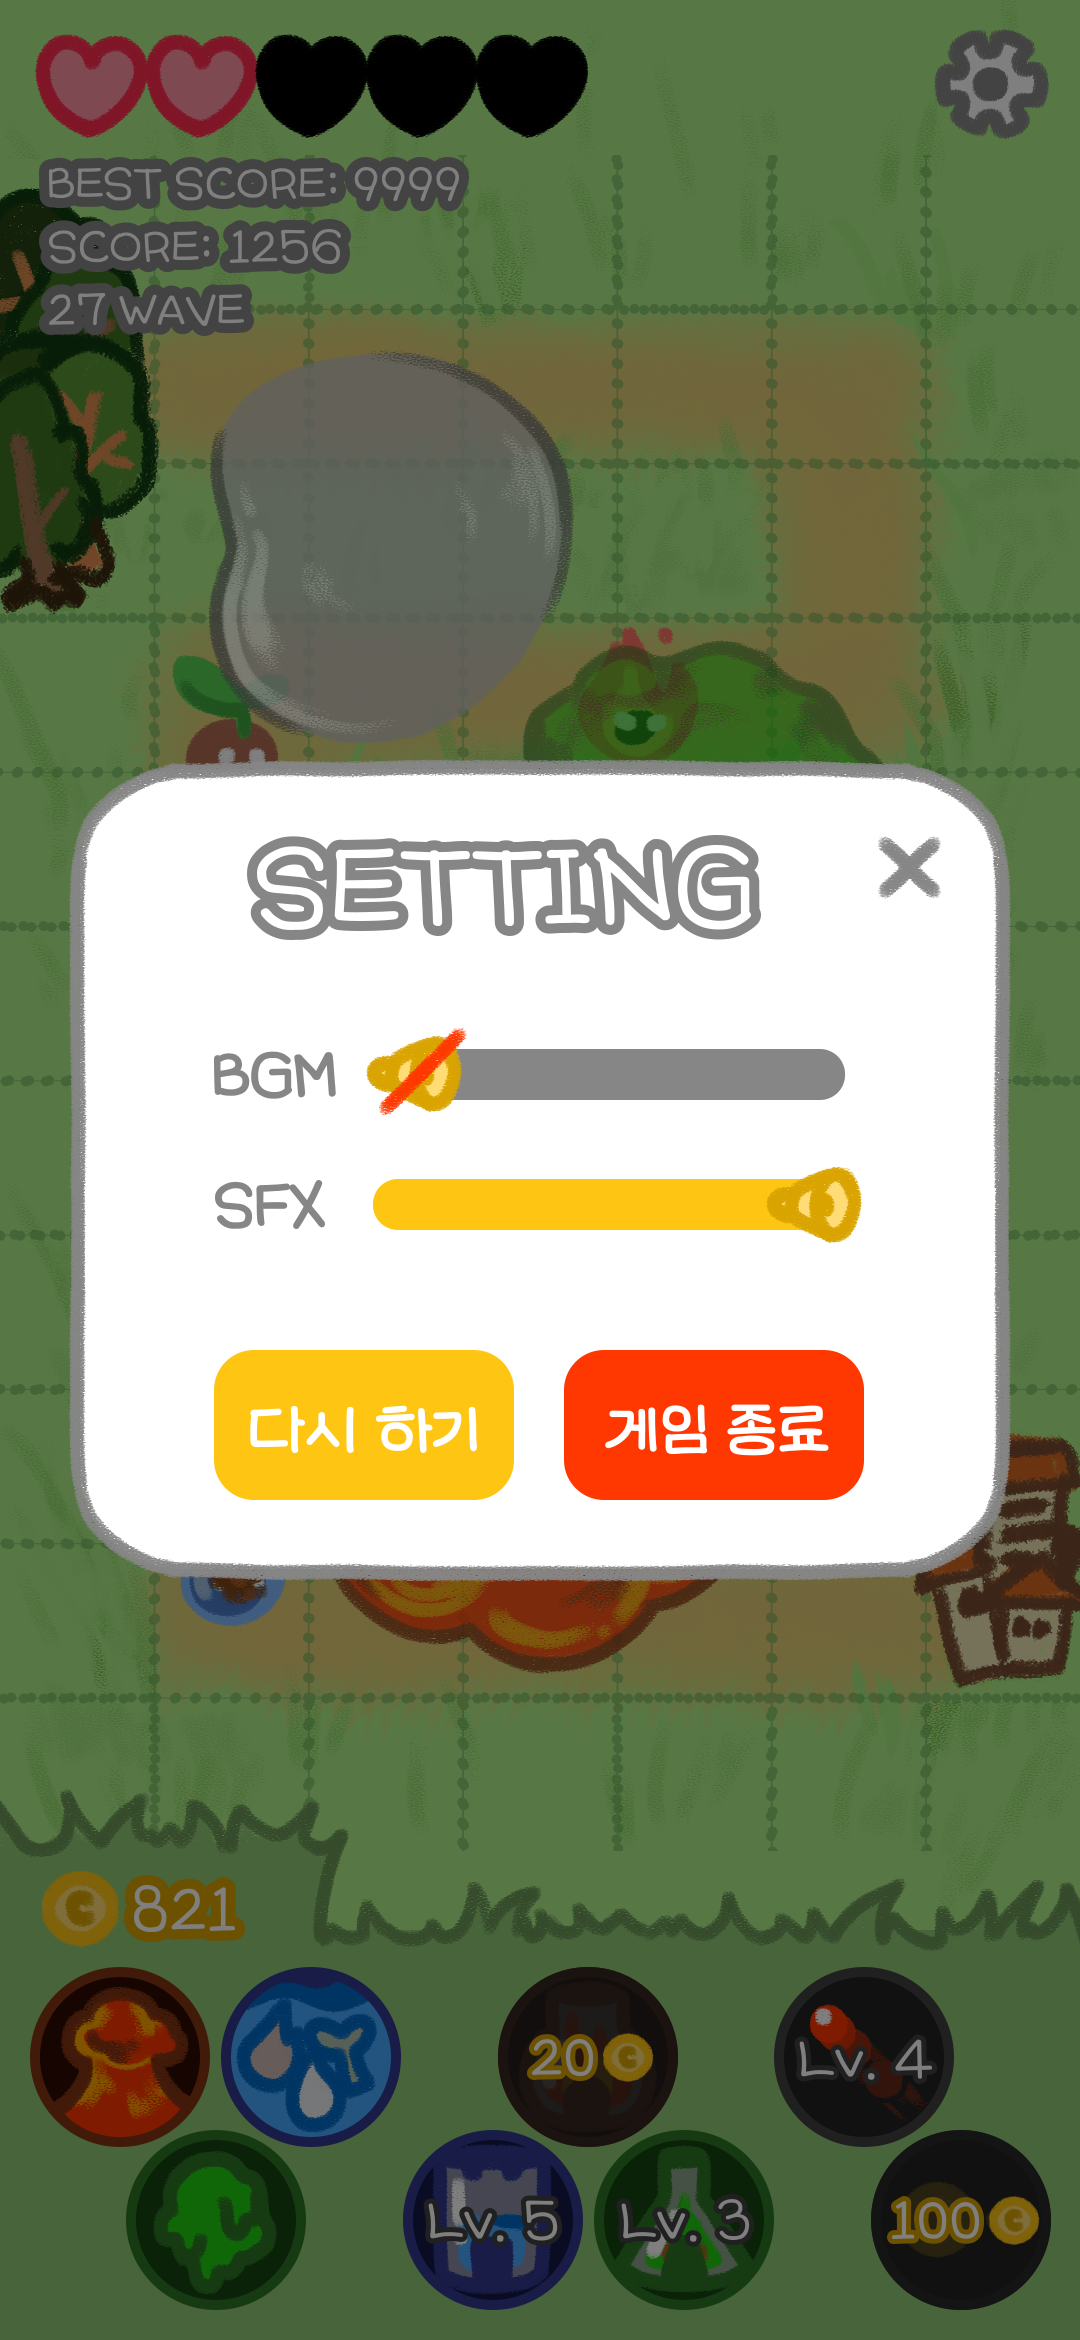 BEST SCORE: 9999
SCORE: 1256
27 WAVE
SETTING
BGM
SFX
다시 하기
게임 종료
821
20
Lv. 4
Lv. 5
Lv. 3
100